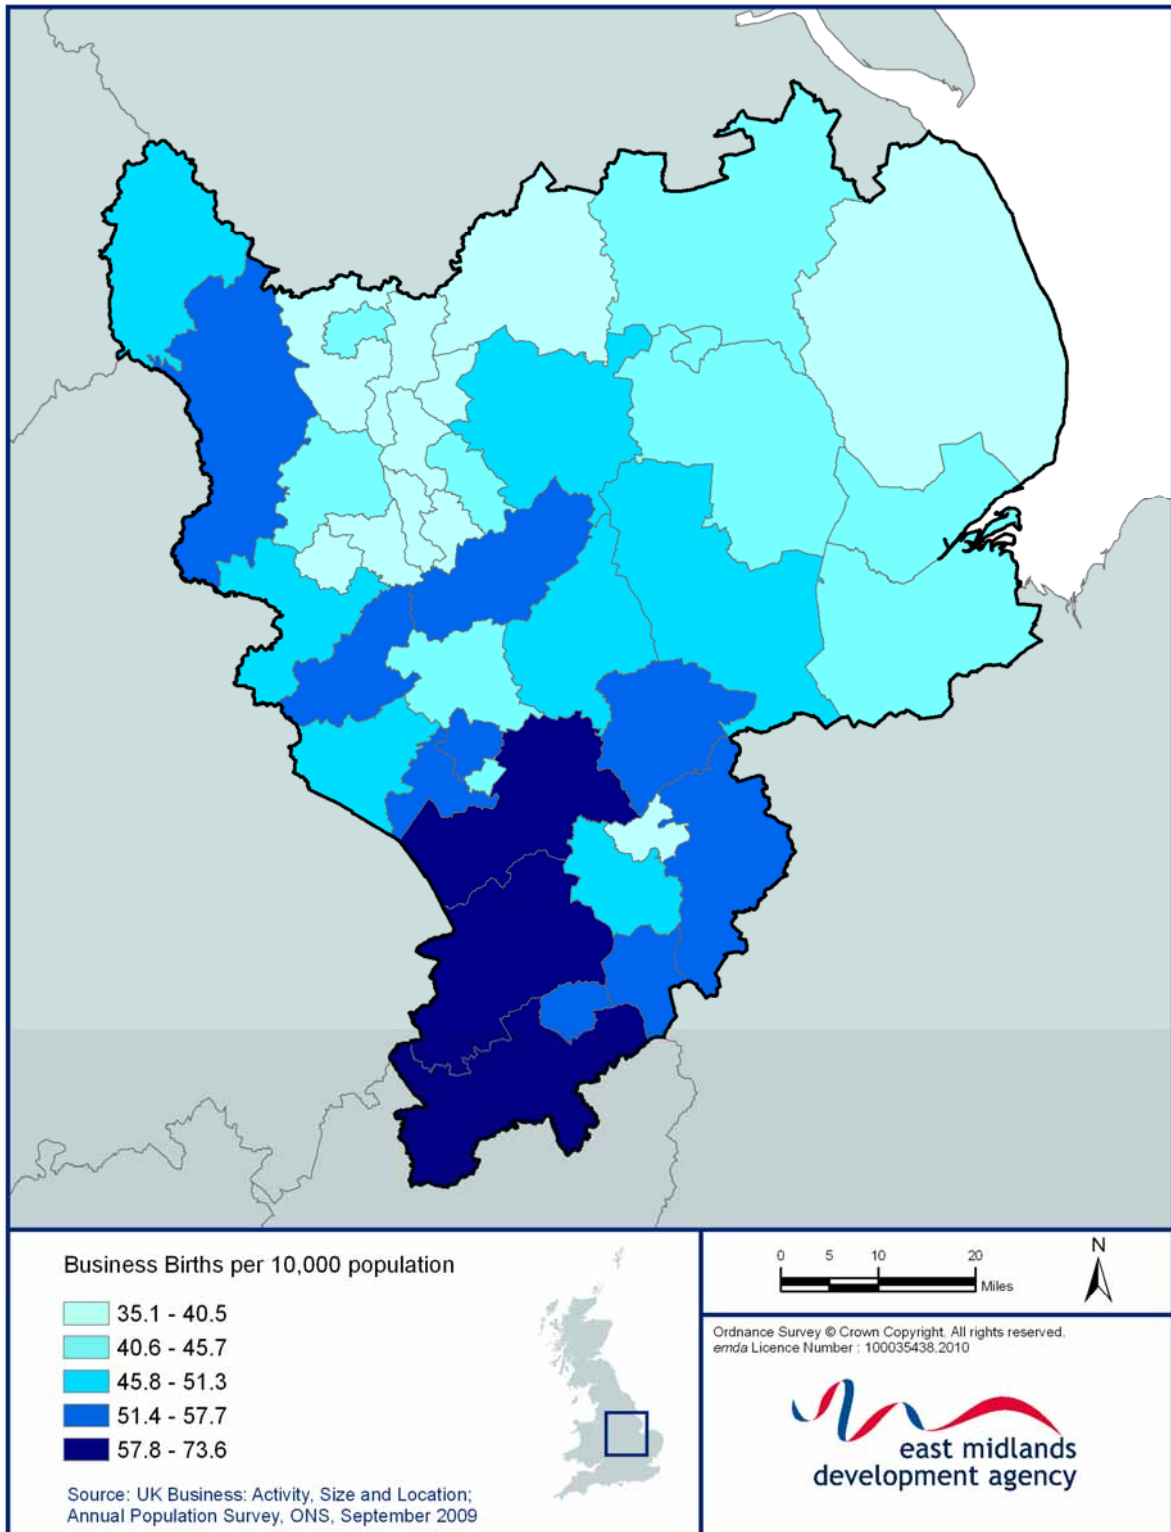 Business Births per 10,000 population
35.1 - 40.5
40.6 - 45.7
45.8 - 51.3
51.4 - 57.7
57.8 - 73.6
Source: UK Business: Activity, Size and Location;
Annual Population Survey, ONS, September 2009
0 5 10 20
Miles
N
Ordnance Survey © Crown Copyright. All rights reserved.
emda Licence Number : 100035438.2010
east midlands
development agency